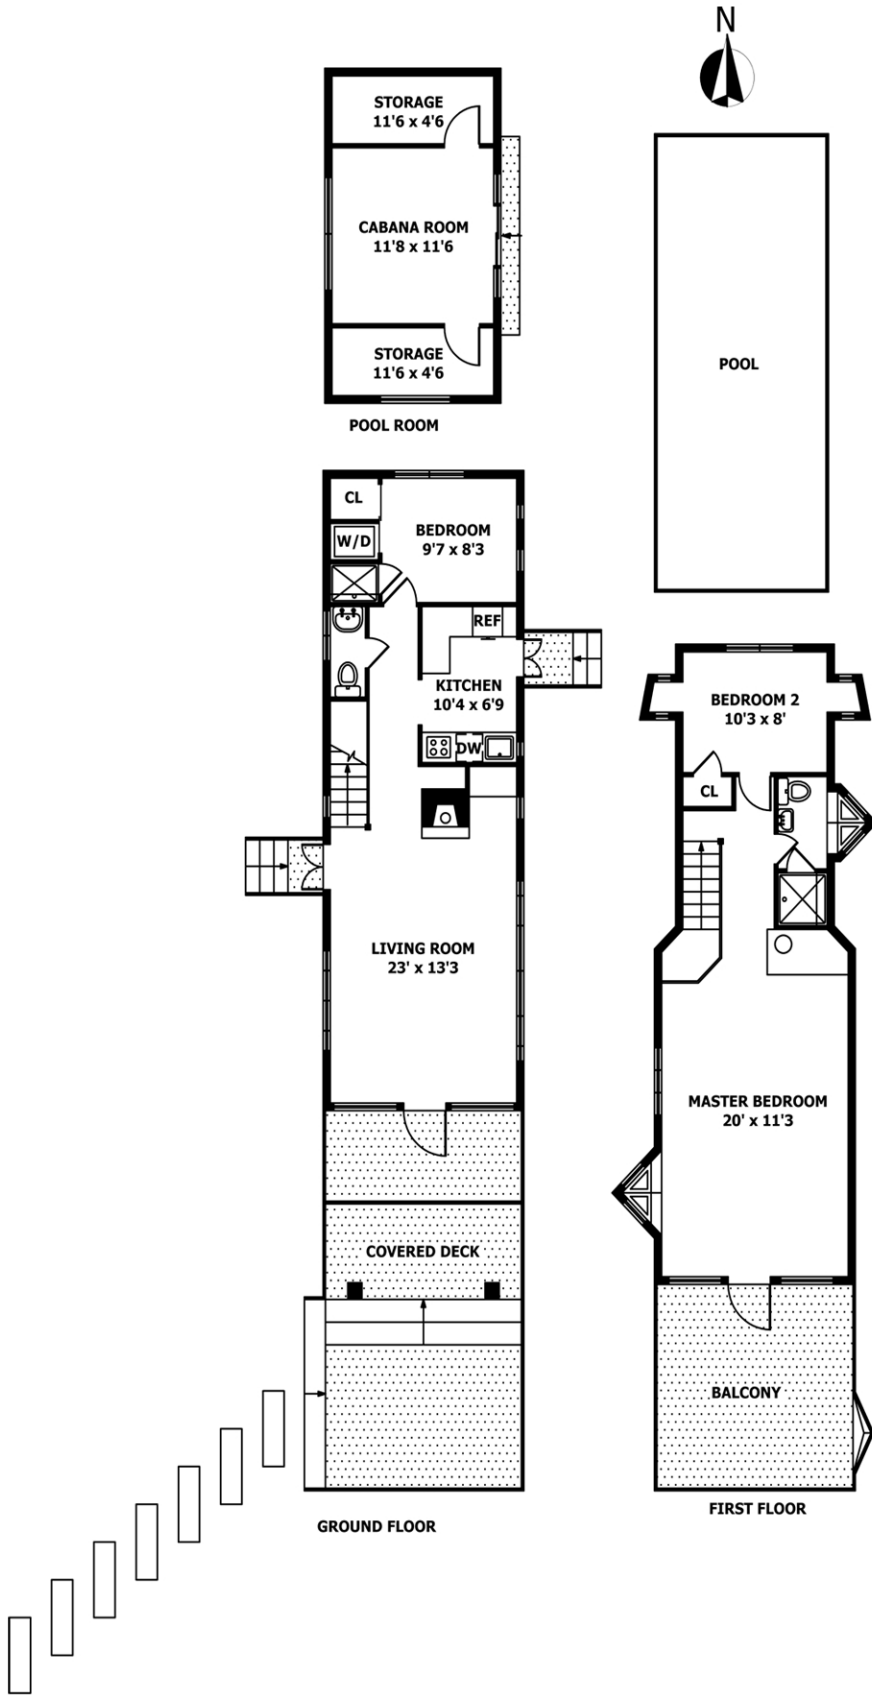 N
STORAGE
11'6 x 4'6
CABANA ROOM
11'8 x 11'6
STORAGE
11'6 x 4'6
POOL ROOM
POOL
CL
W/D
BEDROOM
9'7 x 8'3
REF
KITCHEN
10'4 x 6'9
DW
LIVING ROOM
23' x 13'3
COVERED DECK
GROUND FLOOR
BEDROOM 2
10'3 x 8'
CL
MASTER BEDROOM
20' x 11'3
BALCONY
FIRST FLOOR